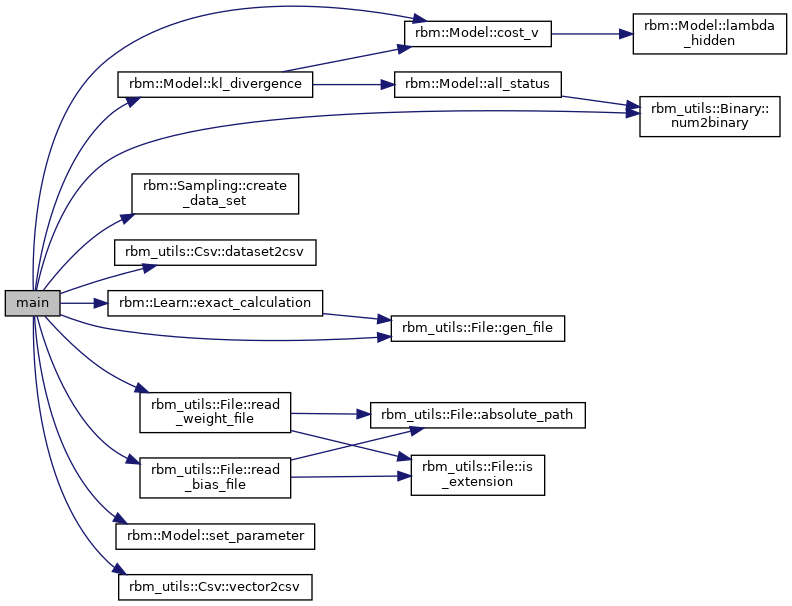 rbm::Model::cost_v
rbm::Model::lambda
_hidden
rbm::Model::kl_divergence
rbm::Model::all_status
rbm_utils::Binary::
num2binary
rbm::Sampling::create
_data_set
rbm_utils::Csv::dataset2csv
main
rbm::Learn::exact_calculation
rbm_utils::File::gen_file
rbm_utils::File::read
_weight_file
rbm_utils::File::absolute_path
rbm_utils::File::read
_bias_file
rbm_utils::File::is
_extension
rbm::Model::set_parameter
rbm_utils::Csv::vector2csv